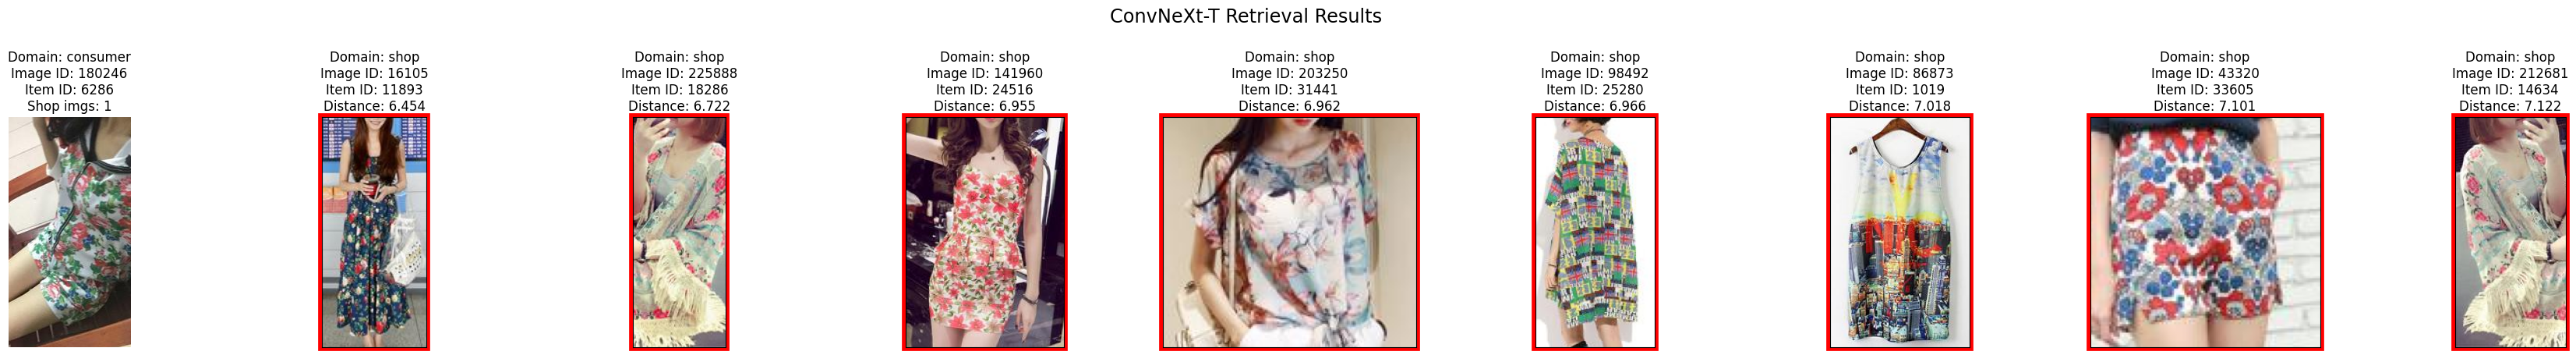 ConvNeXt-T Retrieval Results
Domain: consumer
Image ID: 180246
Item ID: 6286
Shop imgs: 1
Domain: shop
Image ID: 16105
Item ID: 11893
Distance: 6.454
Domain: shop
Image ID: 225888
Item ID: 18286
Distance: 6.722
Domain: shop
Image ID: 141960
Item ID: 24516
Distance: 6.955
Domain: shop
Image ID: 203250
Item ID: 31441
Distance: 6.962
Domain: shop
Image ID: 98492
Item ID: 25280
Distance: 6.966
Domain: shop
Image ID: 86873
Item ID: 1019
Distance: 7.018
Domain: shop
Image ID: 43320
Item ID: 33605
Distance: 7.101
Domain: shop
Image ID: 212681
Item ID: 14634
Distance: 7.122